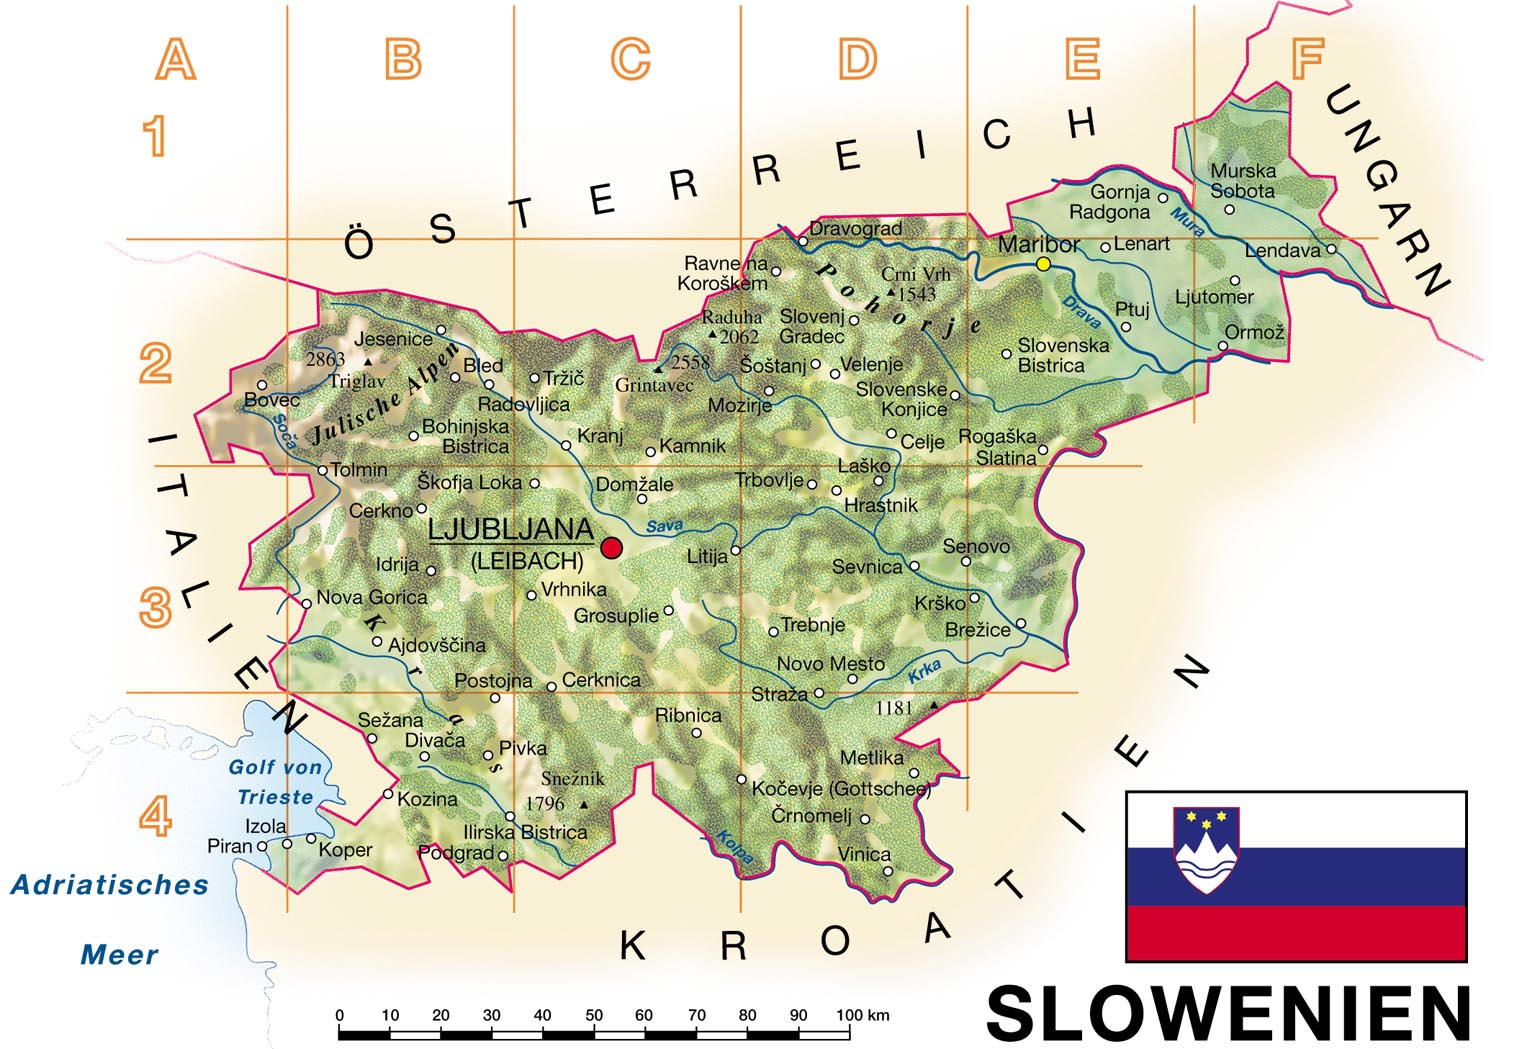 A
B
C
D
E
F
1
2
3
4
ÖSTERREICH
UNGARN
ITALIEN
KROATIEN
Murska
Sobota
Gornja
Radgona
Mura
Dravograd
Maribor
Lenart
Lendava
Ravne na
Koroškem
Pohorje
Crni Vrh
1543
Ljutomer
Drava
Ptuj
Raduha
2062
Slovenj
Gradec
Jesenice
Ormož
Slovenska
Bistrica
2863
Triglav
Bled
2558
Grintavec
Šoštanj
Velenje
Tržič
Julische Alpen
Bovec
Radovljica
Mozirje
Slovenske
Konjice
Soča
Bohinjska
Bistrica
Kranj
Kamnik
Celje
Rogaška
Slatina
Tolmin
Škofja Loka
Domžale
Trbovlje
Laško
Hrastnik
Cerkno
LJUBLJANA
(LEIBACH)
Sava
Litija
Senovo
Idrija
Sevnica
Nova Gorica
Vrhnika
Grosuplje
Krško
Trebnje
Brežice
Kras
Ajdovščina
Novo Mesto
Krka
Postojna
Cerknica
Straža
1181
Sežana
Ribnica
Divača
Pivka
Metlika
Golf von
Trieste
Snežnik
1796
Kočevje (Gottschee)
Kozina
Črnomelj
Izola
Ilirska Bistrica
Piran
Koper
Podgrad
Kolpa
Vinica
Adriatisches
Meer
0 10 20 30 40 50 60 70 80 90 100 km
SLOWENIEN